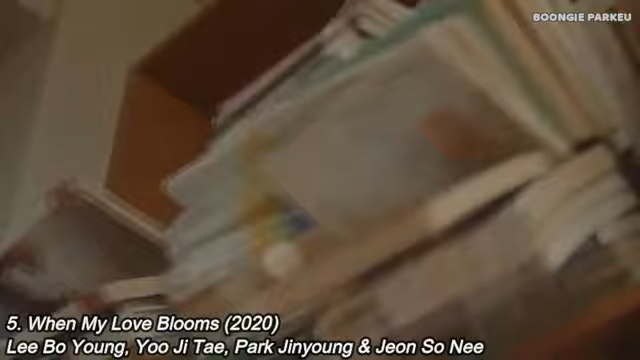 BOONGIE PARKEU
5. When My Love Blooms (2020)
Lee Bo Young, Yoo Ji Tae, Park Jinyoung & Jeon So Nee